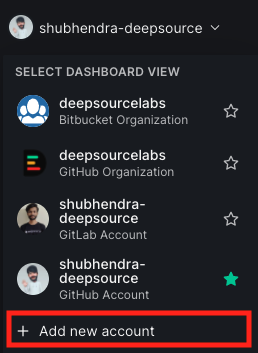 shubhendra-deepsource
SELECT DASHBOARD VIEW
deepsourcelabs
Bitbucket Organization
deepsourcelabs
GitHub Organization
shubhendra-
deepsource
GitLab Account
shubhendra-
deepsource
GitHub Account
+ Add new account